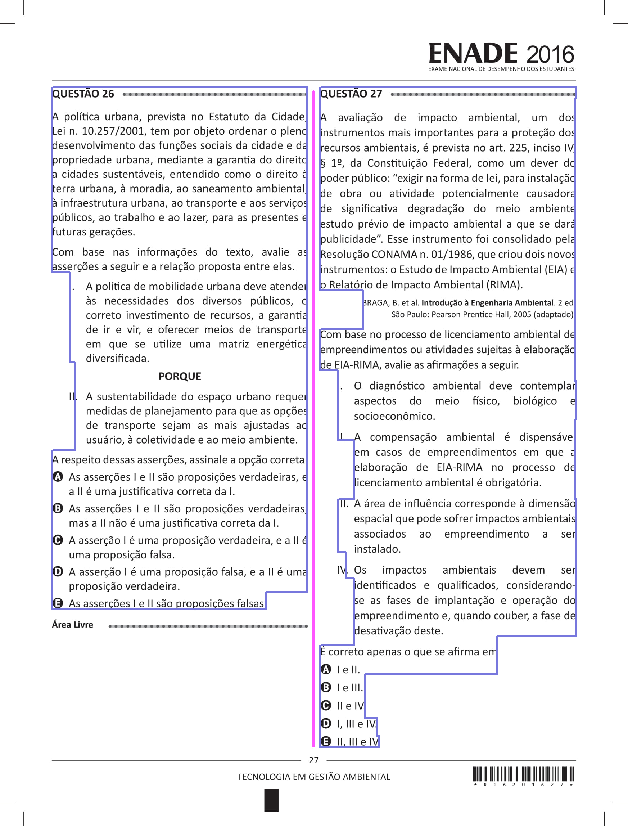 ENADE 2016
EXAME NACIONAL DE DESEMPENHO DOS ESTUDANTES
QUESTÃO 26
A política urbana, prevista no Estatuto da Cidade,
Lei n. 10.257/2001, tem por objeto ordenar o pleno
desenvolvimento das funções sociais da cidade e da
propriedade urbana, mediante a garantia do direito
a cidades sustentáveis, entendido como o direito à
terra urbana, à moradia, ao saneamento ambiental,
à infraestrutura urbana, ao transporte e aos serviços
públicos, ao trabalho e ao lazer, para as presentes e
futuras gerações.
Com base nas informações do texto, avalie as
asserções a seguir e a relação proposta entre elas.
I. A política de mobilidade urbana deve atender
às necessidades dos diversos públicos, o
correto investimento de recursos, a garantia
de ir e vir, e oferecer meios de transporte
em que se utilize uma matriz energética
diversificada.
PORQUE
II. A sustentabilidade do espaço urbano requer
medidas de planejamento para que as opções
de transporte sejam as mais ajustadas ao
usuário, à coletividade e ao meio ambiente.
A respeito dessas asserções, assinale a opção correta.
A As asserções I e II são proposições verdadeiras, e
a II é uma justificativa correta da I.
B As asserções I e II são proposições verdadeiras,
mas a II não é uma justificativa correta da I.
C A asserção I é uma proposição verdadeira, e a II é
uma proposição falsa.
D A asserção I é uma proposição falsa, e a II é uma
proposição verdadeira.
E As asserções I e II são proposições falsas.
Área Livre
QUESTÃO 27
A avaliação de impacto ambiental, um dos
instrumentos mais importantes para a proteção dos
recursos ambientais, é prevista no art. 225, inciso IV,
§ 1º, da Constituição Federal, como um dever do
poder público: "exigir na forma de lei, para instalação
de obra ou atividade potencialmente causadora
de significativa degradação do meio ambiente,
estudo prévio de impacto ambiental a que se dará
publicidade". Esse instrumento foi consolidado pela
Resolução CONAMA n. 01/1986, que criou dois novos
instrumentos: o Estudo de Impacto Ambiental (EIA) e
o Relatório de Impacto Ambiental (RIMA).
BRAGA, B. et al. Introdução à Engenharia Ambiental. 2 ed.
São Paulo: Pearson Prentice Hall, 2005 (adaptado).
Com base no processo de licenciamento ambiental de
empreendimentos ou atividades sujeitas à elaboração
de EIA-RIMA, avalie as afirmações a seguir.
I. O diagnóstico ambiental deve contemplar
aspectos do meio físico, biológico e
socioeconômico.
II. A compensação ambiental é dispensável
em casos de empreendimentos em que a
elaboração de EIA-RIMA no processo de
licenciamento ambiental é obrigatória.
III. A área de influência corresponde à dimensão
espacial que pode sofrer impactos ambientais
associados ao empreendimento a ser
instalado.
IV. Os impactos ambientais devem ser
identificados e qualificados, considerando-
se as fases de implantação e operação do
empreendimento e, quando couber, a fase de
desativação deste.
É correto apenas o que se afirma em
A I e II.
B I e III.
C II e IV.
D I, III e IV.
E II, III e IV.
27
TECNOLOGIA EM GESTÃO AMBIENTAL